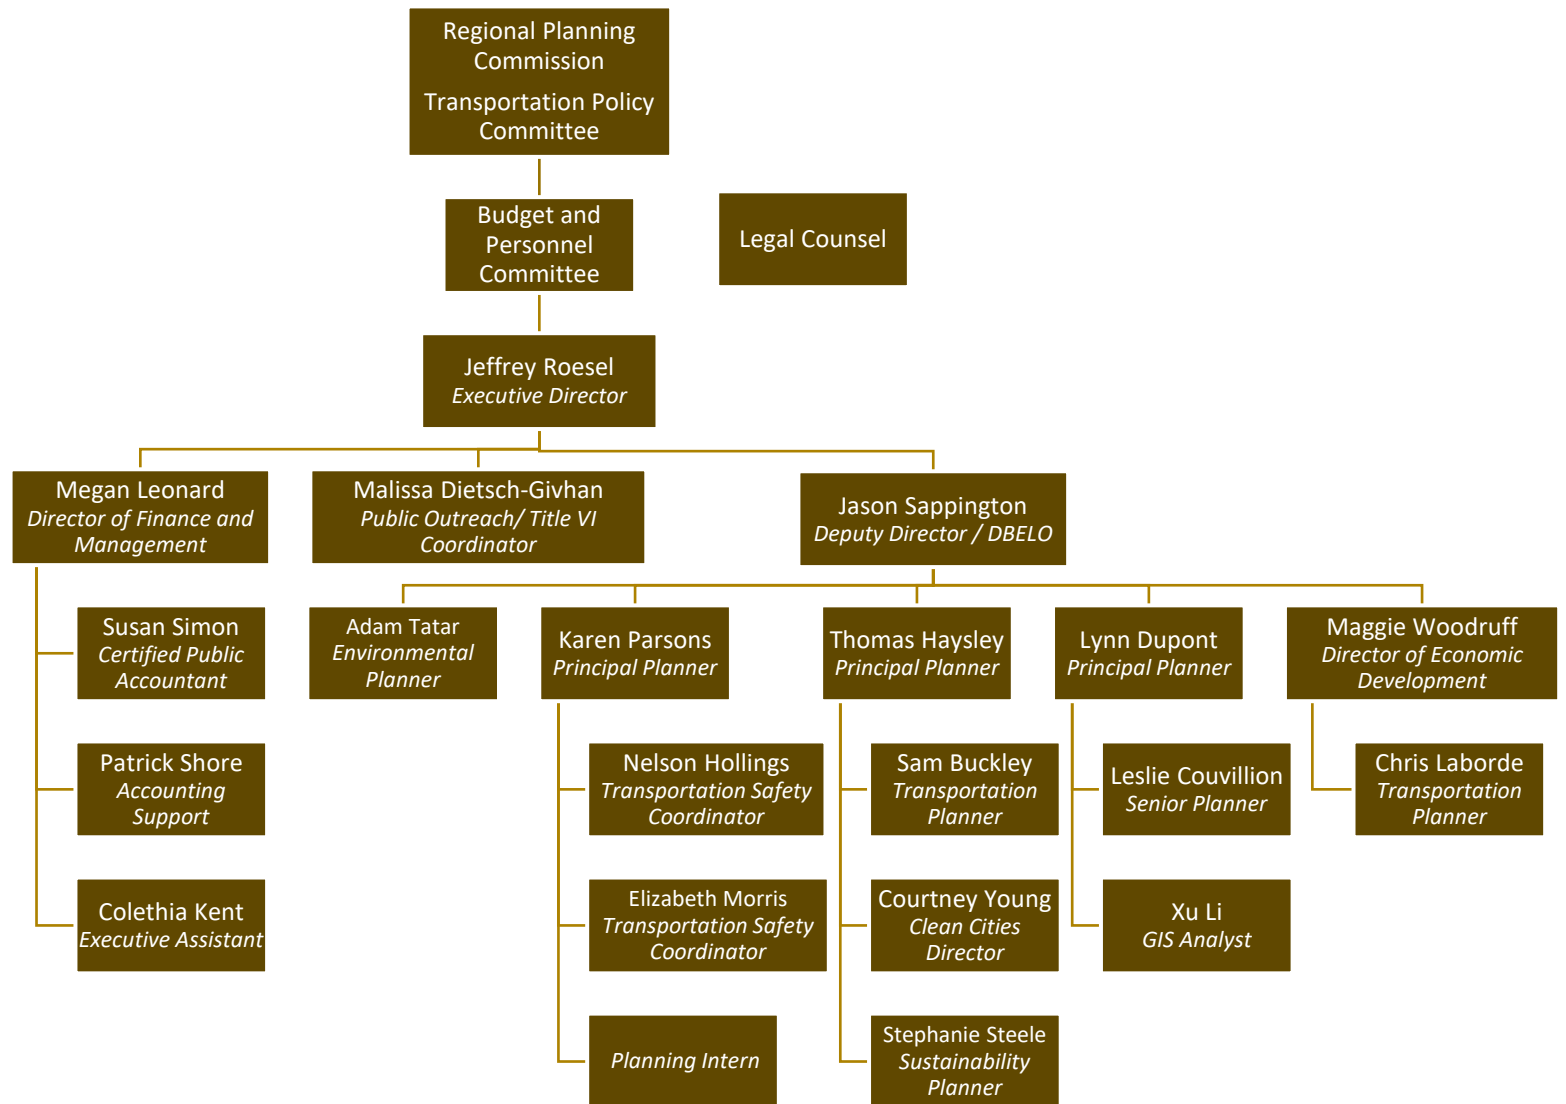 Regional Planning
Commission
Transportation Policy
Committee
Budget and
Personnel
Committee
Legal Counsel
Jeffrey Roesel
Executive Director
Megan Leonard
Director of Finance and
Management
Malissa Dietsch-Givhan
Public Outreach/ Title VI
Coordinator
Jason Sappington
Deputy Director / DBELO
Susan Simon
Certified Public
Accountant
Adam Tatar
Environmental
Planner
Karen Parsons
Principal Planner
Thomas Haysley
Principal Planner
Lynn Dupont
Principal Planner
Maggie Woodruff
Director of Economic
Development
Patrick Shore
Accounting
Support
Nelson Hollings
Transportation Safety
Coordinator
Sam Buckley
Transportation
Planner
Leslie Couvillion
Senior Planner
Chris Laborde
Transportation
Planner
Colethia Kent
Executive Assistant
Elizabeth Morris
Transportation Safety
Coordinator
Courtney Young
Clean Cities
Director
Xu Li
GIS Analyst
Planning Intern
Stephanie Steele
Sustainability
Planner